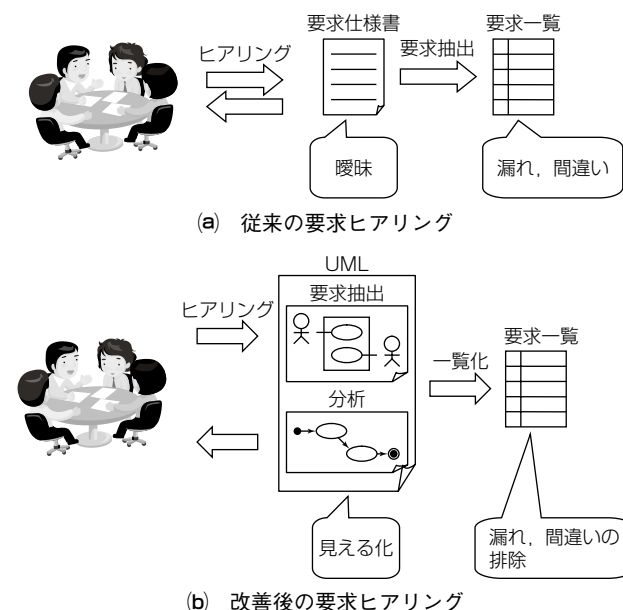 ヒアリング
要求仕様書
要求抽出
要求一覧
曖昧
漏れ，間違い
(a) 従来の要求ヒアリング
UML
ヒアリング
要求抽出
分析
一覧化
要求一覧
見える化
漏れ，間違いの
排除
(b) 改善後の要求ヒアリング